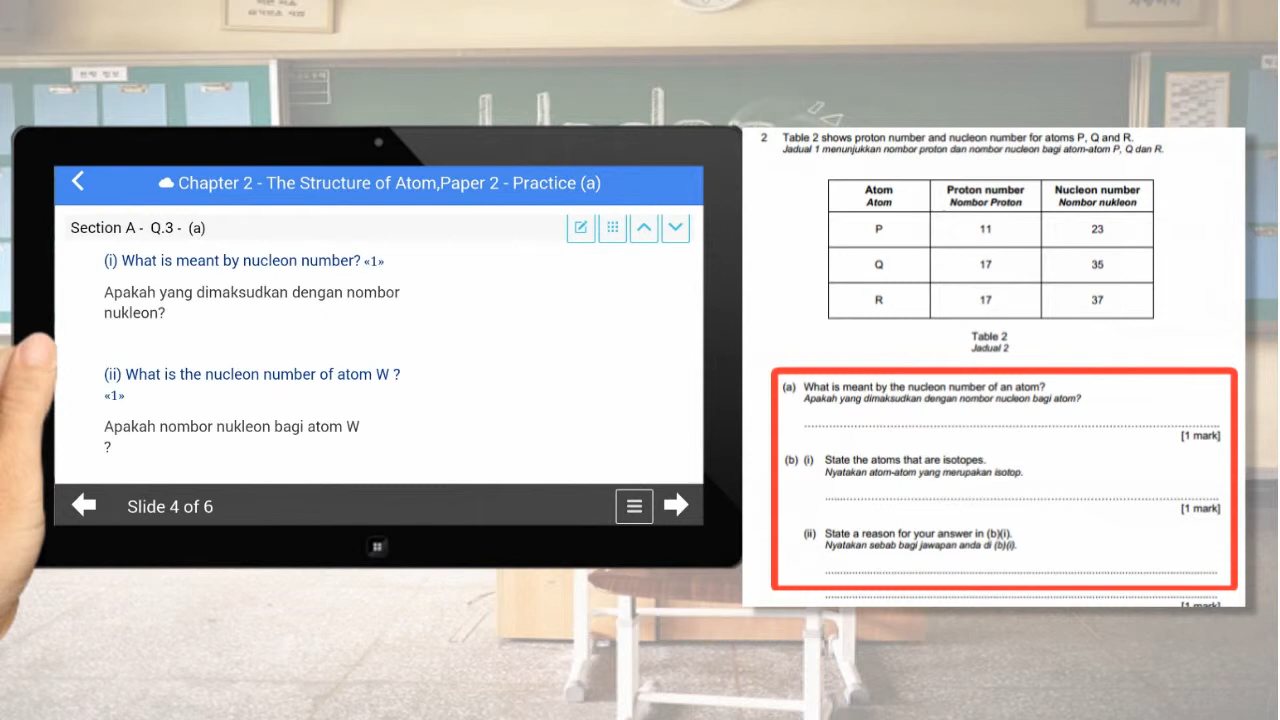 Chapter 2 - The Structure of Atom,Paper 2 - Practice (a)
Section A - Q.3 - (a)
(i) What is meant by nucleon number? «1»
Apakah yang dimaksudkan dengan nombor
nukleon?
(ii) What is the nucleon number of atom W ?
«1»
Apakah nombor nukleon bagi atom W
?
Slide 4 of 6
2 Table 2 shows proton number and nucleon number for atoms P, Q and R.
Jadual 1 menunjukkan nombor proton dan nombor nucleon bagi atom-atom P, Q dan R.
Atom Proton number Nucleon number
Atom Nombor Proton Nombor nukleon
P 11 23
Q 17 35
R 17 37
Table 2
Jadual 2
(a) What is meant by the nucleon number of an atom?
Apakah yang dimaksudkan dengan nombor nucleon bagi atom?
[1 mark]
(b) (i) State the atoms that are isotopes.
Nyatakan atom-atom yang merupakan isotop.
[1 mark]
(ii) State a reason for your answer in (b)(i).
Nyatakan sebab bagi jawapan anda di (b)(i).
[1 mark]